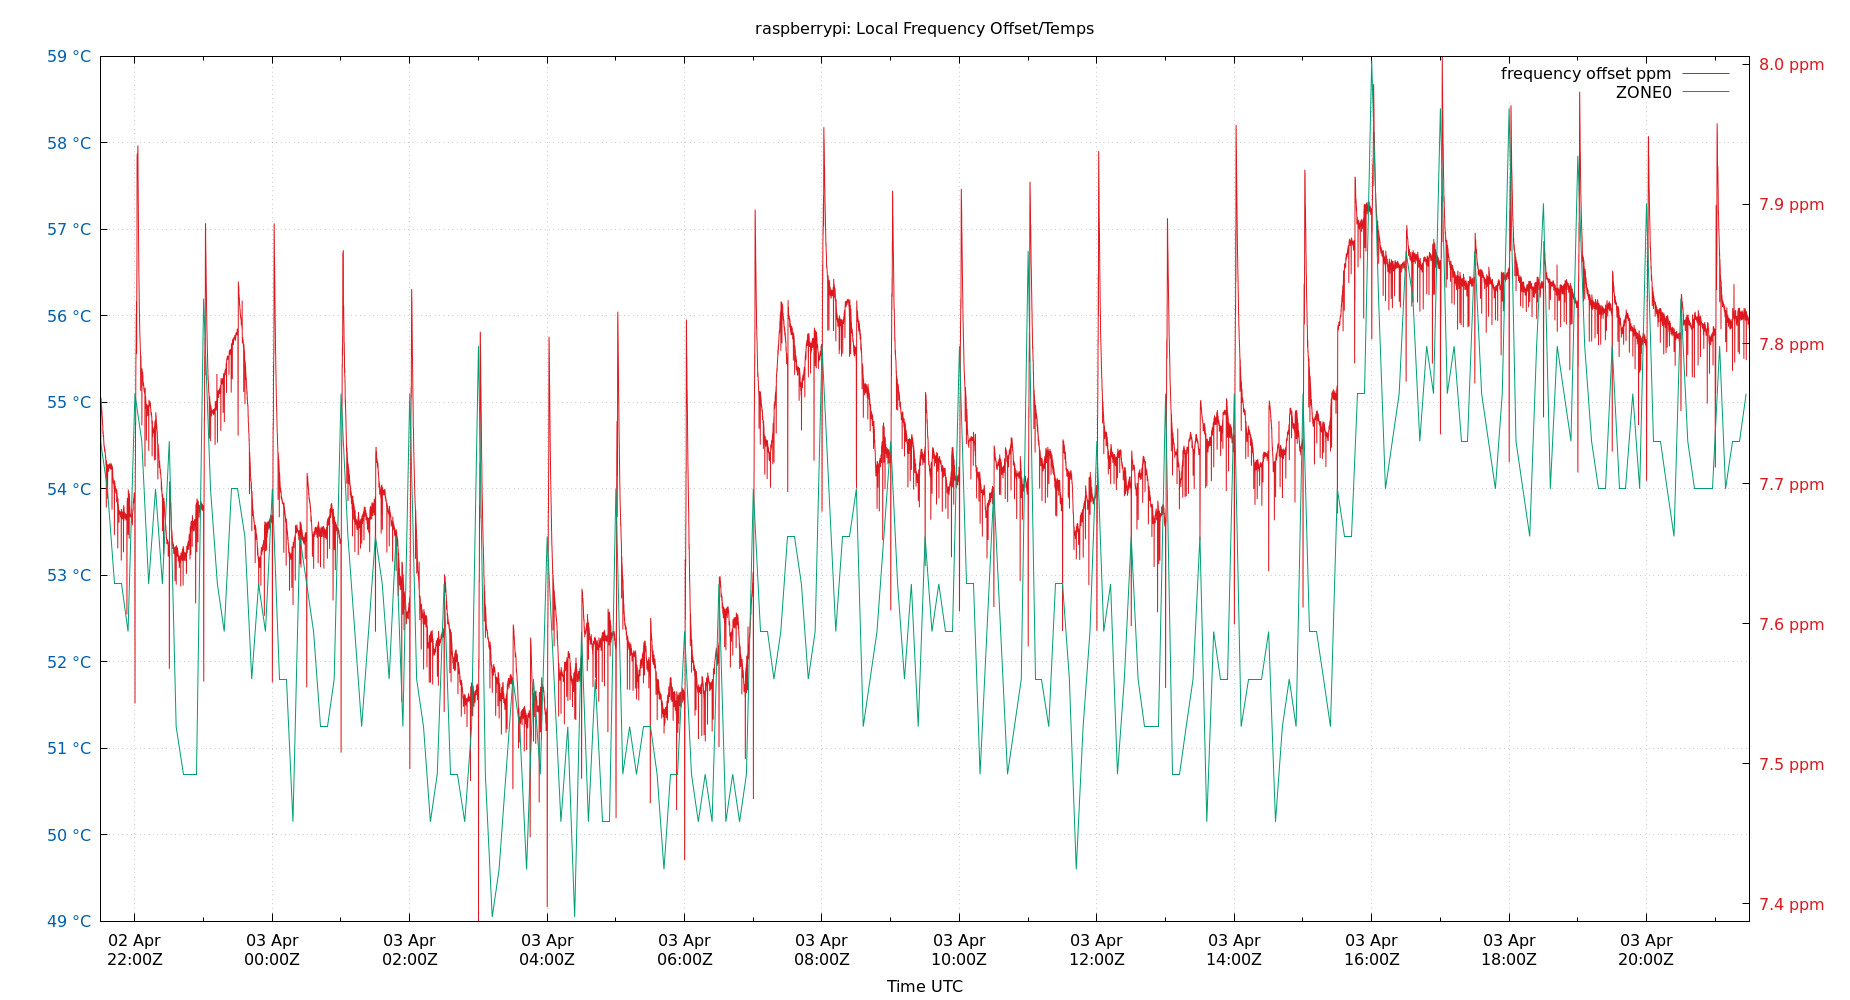 raspberrypi: Local Frequency Offset/Temps
59 °C
58 °C
57 °C
56 °C
55 °C
54 °C
53 °C
52 °C
51 °C
50 °C
49 °C
frequency offset ppm
ZONE0
8.0 ppm
7.9 ppm
7.8 ppm
7.7 ppm
7.6 ppm
7.5 ppm
7.4 ppm
02 Apr
22:00Z
03 Apr
00:00Z
03 Apr
02:00Z
03 Apr
04:00Z
03 Apr
06:00Z
03 Apr
08:00Z
03 Apr
10:00Z
03 Apr
12:00Z
03 Apr
14:00Z
03 Apr
16:00Z
03 Apr
18:00Z
03 Apr
20:00Z
Time UTC